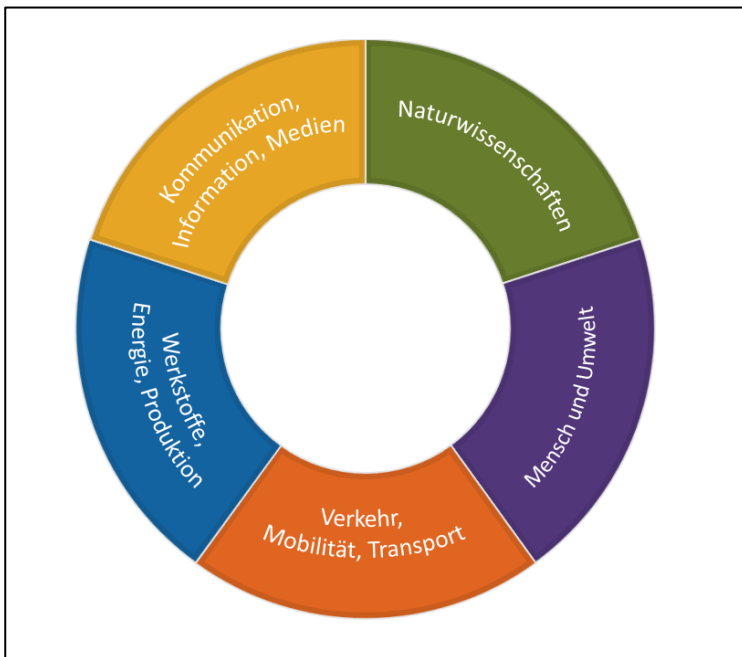 Kommunikation,
Information, Medien
Naturwissenschaften
Mensch und Umwelt
Verkehr,
Mobilität, Transport
Werkstoffe,
Energie, Produktion